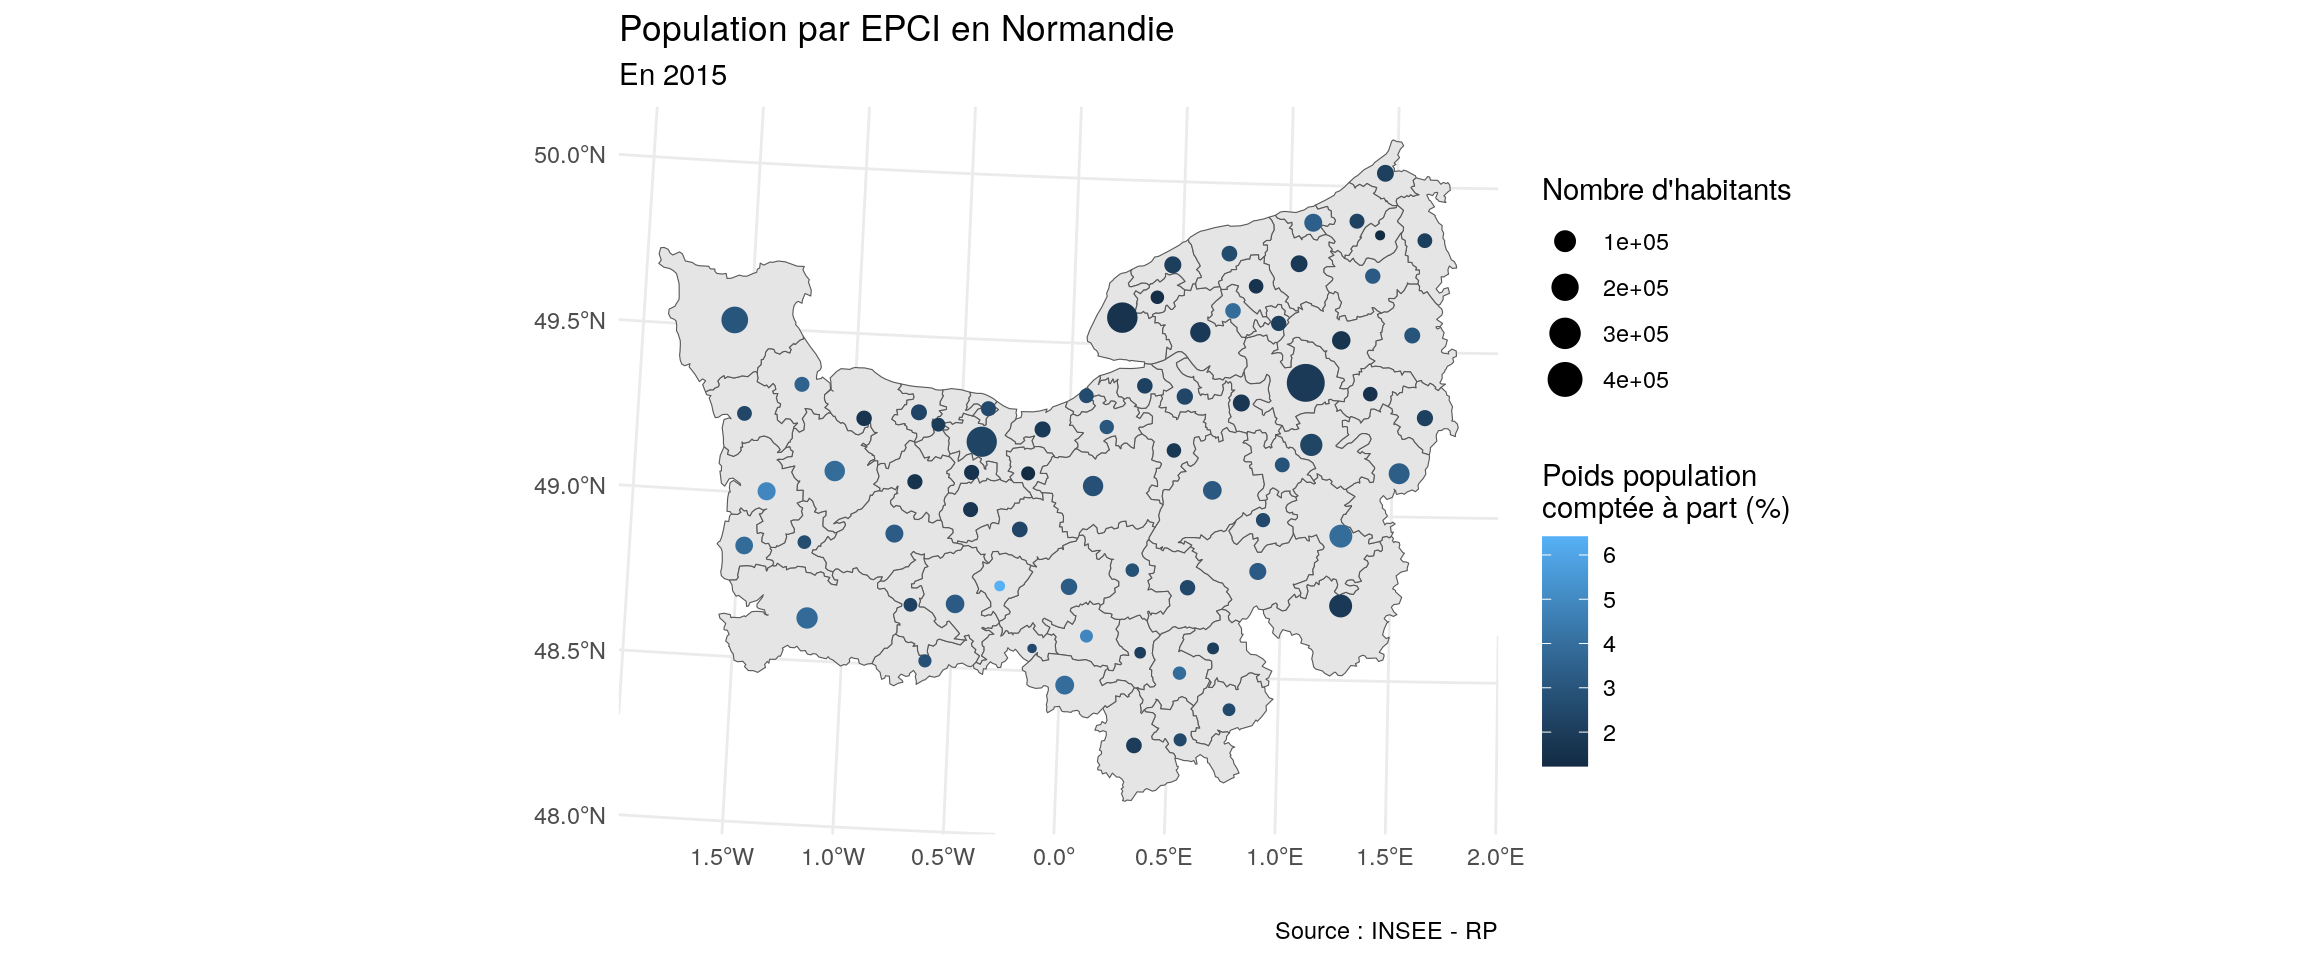 Population par EPCI en Normandie
En 2015
50.0°N
49.5°N
49.0°N
48.5°N
48.0°N
1.5°W
1.0°W
0.5°W
0.0°
0.5°E
1.0°E
1.5°E
2.0°E
Nombre d'habitants
1e+05
2e+05
3e+05
4e+05
Poids population
comptée à part (%)
6
5
4
3
2
Source : INSEE - RP